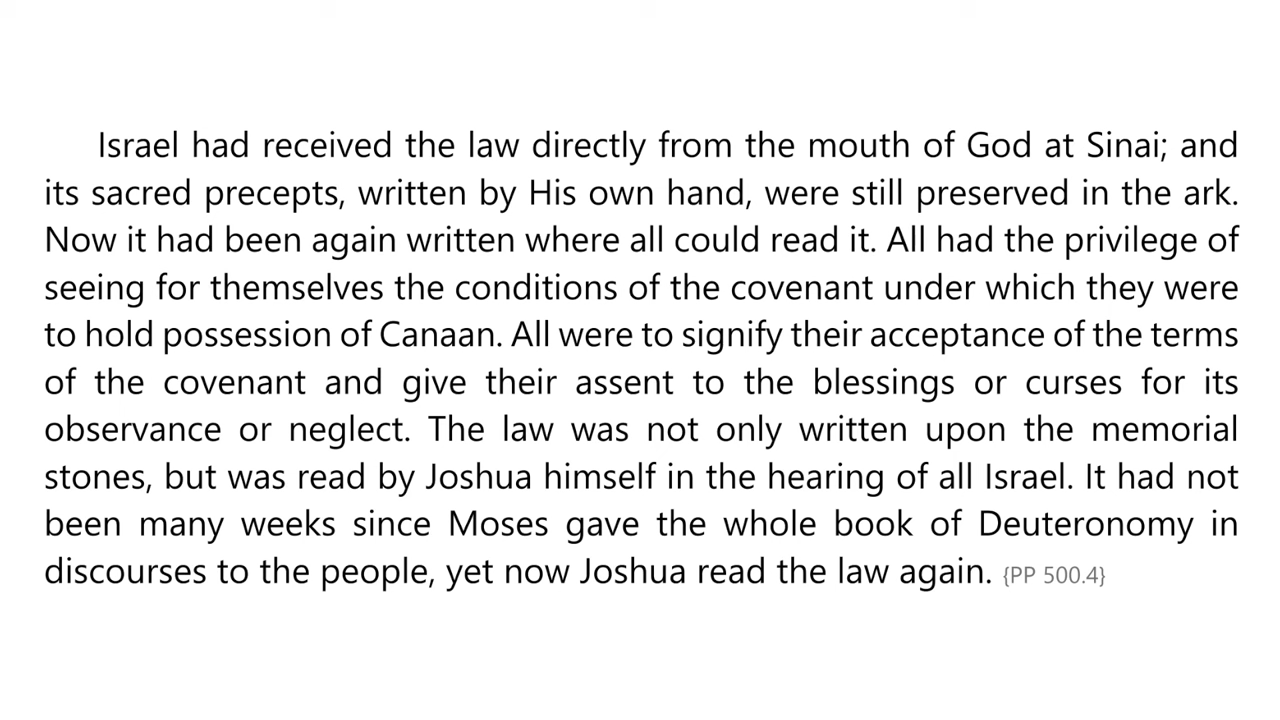 Israel had received the law directly from the mouth of God at Sinai; and
its sacred precepts, written by His own hand, were still preserved in the ark.
Now it had been again written where all could read it. All had the privilege of
seeing for themselves the conditions of the covenant under which they were
to hold possession of Canaan. All were to signify their acceptance of the terms
of the covenant and give their assent to the blessings or curses for its
observance or neglect. The law was not only written upon the memorial
stones, but was read by Joshua himself in the hearing of all Israel. It had not
been many weeks since Moses gave the whole book of Deuteronomy in
discourses to the people, yet now Joshua read the law again. {PP 500.4}